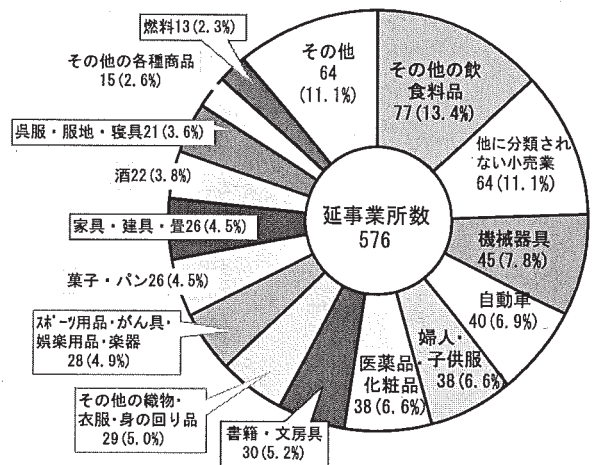 延事業所数
576
その他の飲
食料品
77(13.4%)
他に分類され
ない小売業
64(11.1%)
機械器具
45(7.8%)
自動車
40(6.9%)
婦人・
子供服
38(6.6%)
医薬品・
化粧品
38(6.6%)
書籍・文房具
30(5.2%)
その他の織物・
衣服・身の回り品
29(5.0%)
スポーツ用品・がん具・
娯楽用品・楽器
28(4.9%)
菓子・パン26(4.5%)
家具・建具・畳26(4.5%)
酒22(3.8%)
呉服・服地・寝具21(3.6%)
その他の各種商品
15(2.6%)
燃料13(2.3%)
その他
64
(11.1%)